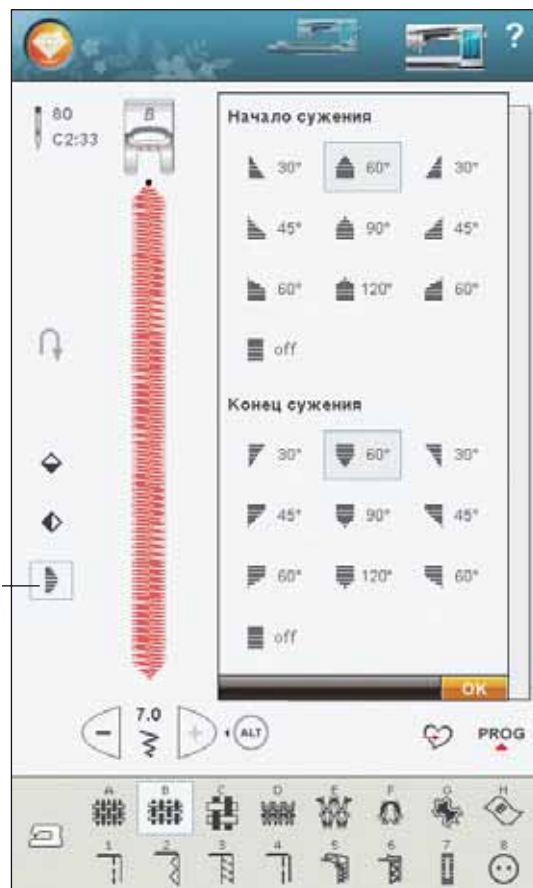 ?
80
C2:33
B
Начало сужения
30° 60° 30°
45° 90° 45°
60° 120° 60°
off
Конец сужения
30° 60° 30°
45° 90° 45°
60° 120° 60°
off
OK
7.0
ALT
PROG
A B C D E F G H
1 2 3 4 5 6 7 8